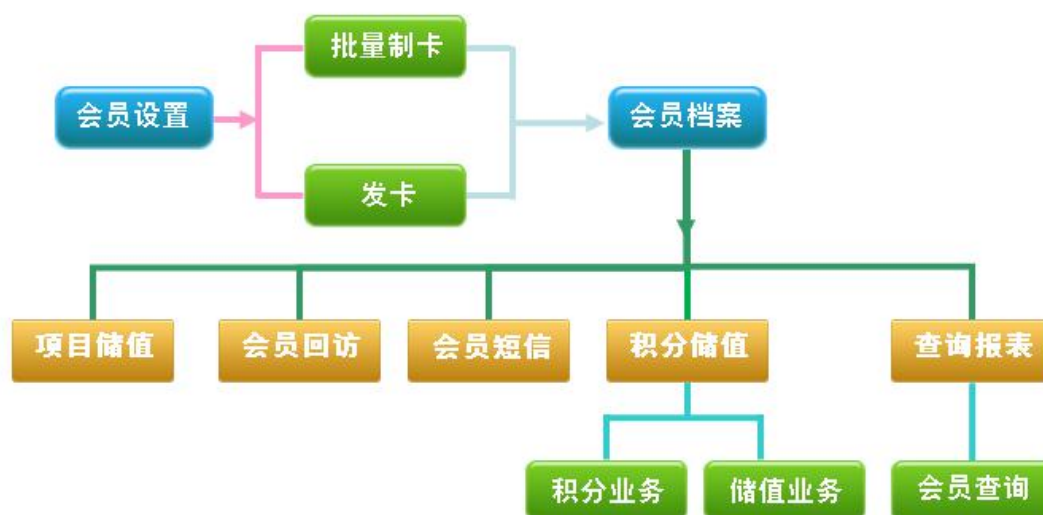 批量制卡
会员设置
会员档案
发卡
项目储值
会员回访
会员短信
积分储值
查询报表
积分业务
储值业务
会员查询